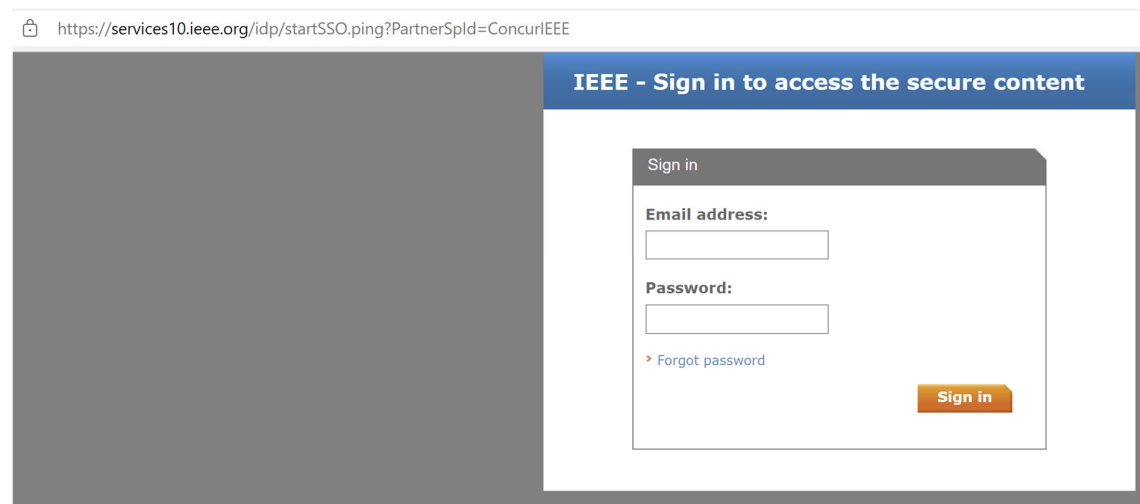 https://services10.ieee.org/idp/startSSO.ping?PartnerSpId=ConcurIEEE
IEEE - Sign in to access the secure content
Sign in
Email address:
Password:
Forgot password
Sign in